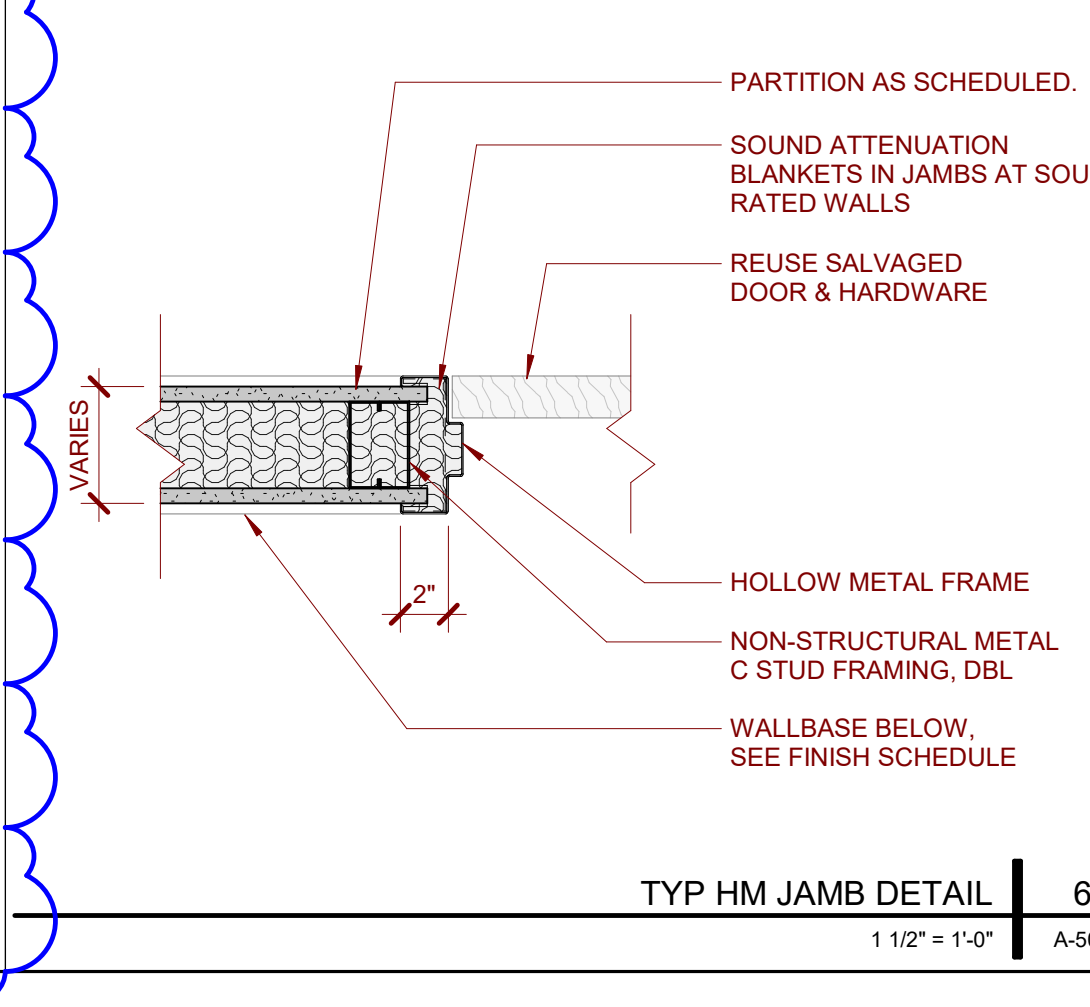 PARTITION AS SCHEDULED.
SOUND ATTENUATION
BLANKETS IN JAMBS AT SOU
RATED WALLS
REUSE SALVAGED
DOOR & HARDWARE
VARIES
2"
HOLLOW METAL FRAME
NON-STRUCTURAL METAL
C STUD FRAMING, DBL
WALLBASE BELOW,
SEE FINISH SCHEDULE
TYP HM JAMB DETAIL
6
1 1/2" = 1'-0"